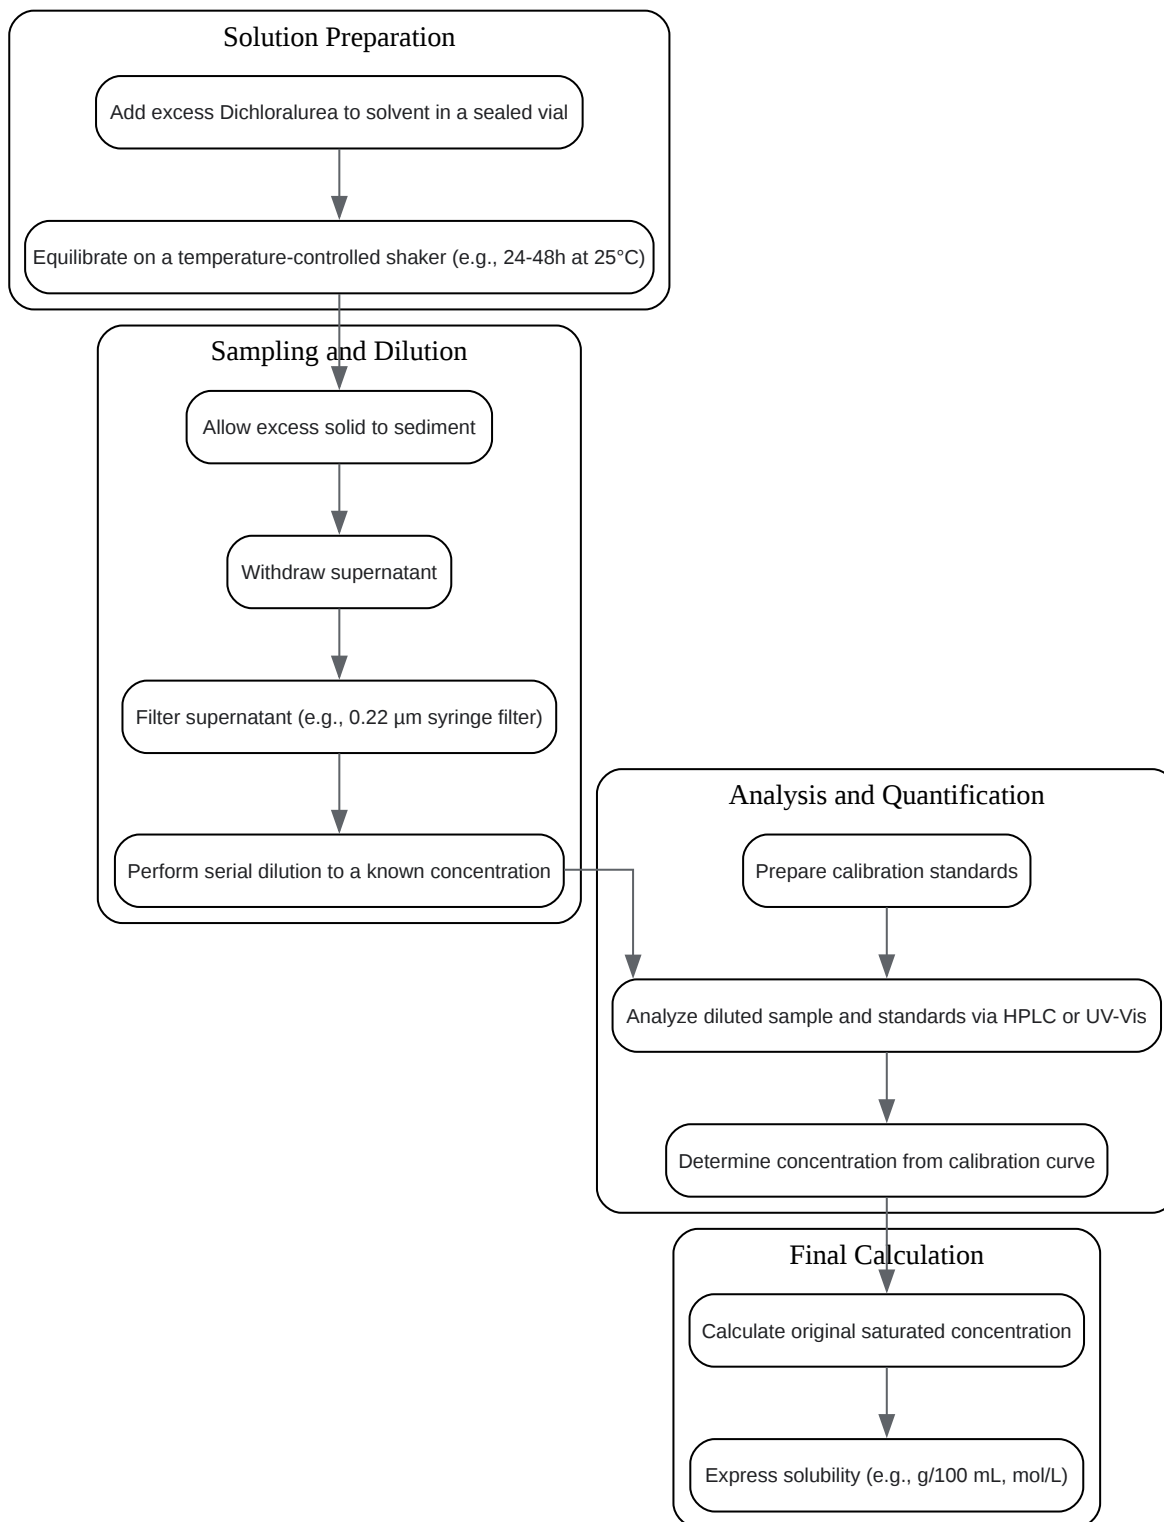 Solution Preparation
Add excess Dichloralurea to solvent in a sealed vial
Equilibrate on a temperature-controlled shaker (e.g., 24-48h at 25°C)
Sampling and Dilution
Allow excess solid to sediment
Withdraw supernatant
Filter supernatant (e.g., 0.22 µm syringe filter)
Perform serial dilution to a known concentration
Analysis and Quantification
Prepare calibration standards
Analyze diluted sample and standards via HPLC or UV-Vis
Determine concentration from calibration curve
Final Calculation
Calculate original saturated concentration
Express solubility (e.g., g/100 mL, mol/L)